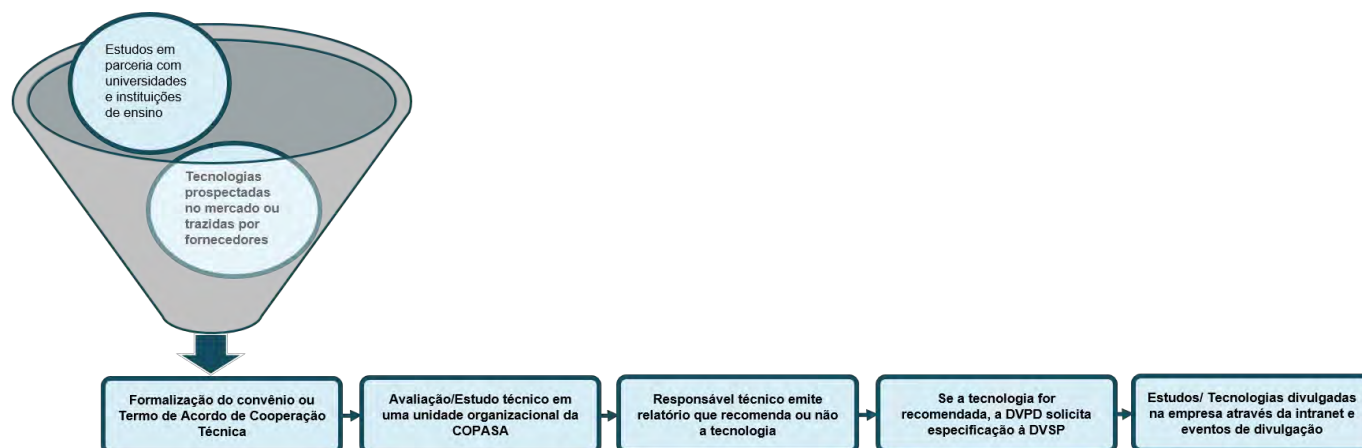 Estudos em
parceria com
universidades
e instituições
de ensino
Tecnologias
prospectadas
no mercado ou
trazidas por
fornecedores
Formalização do convênio ou
Termo de Acordo de Cooperação
Técnica
Avaliação/Estudo técnico em
uma unidade organizacional da
COPASA
Responsável técnico emite
relatório que recomenda ou não
a tecnologia
Se a tecnologia for
recomendada, a DVPD solicita
especificação à DVSP
Estudos/ Tecnologias divulgadas
na empresa através da intranet e
eventos de divulgação